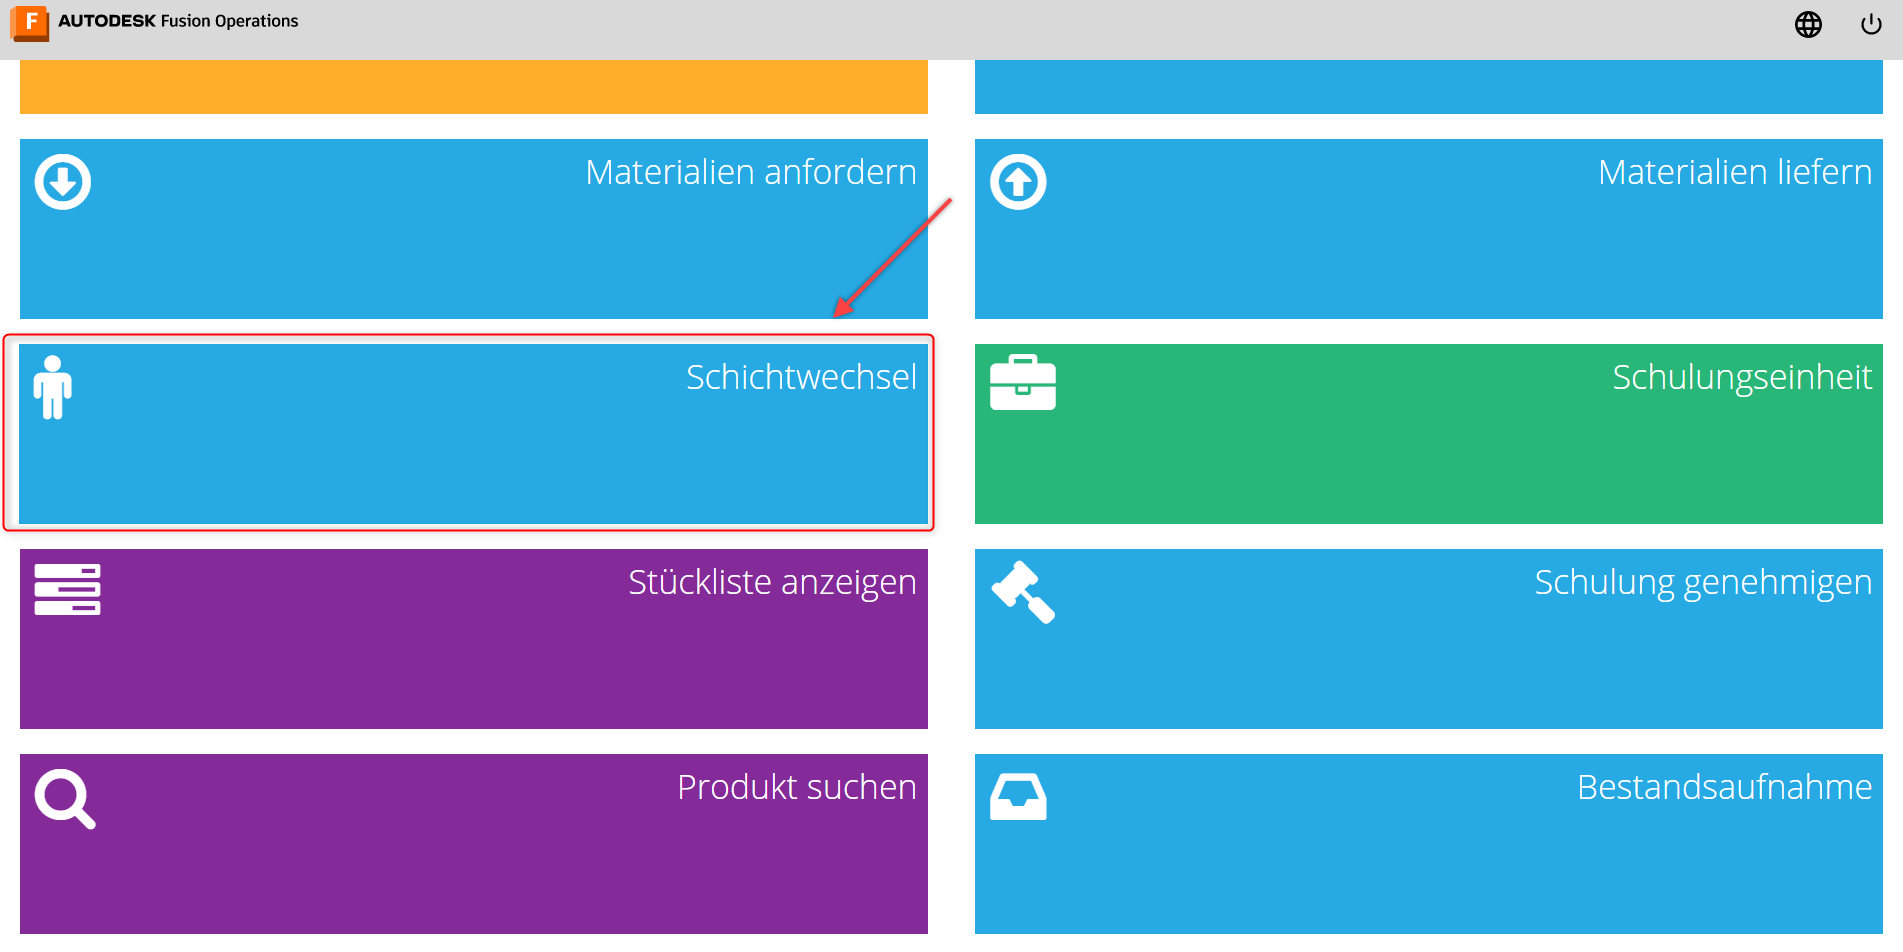 F AUTODESK Fusion Operations
Materialien anfordern
Materialien liefern
Schichtwechsel
Schulungseinheit
Stückliste anzeigen
Schulung genehmigen
Produkt suchen
Bestandsaufnahme